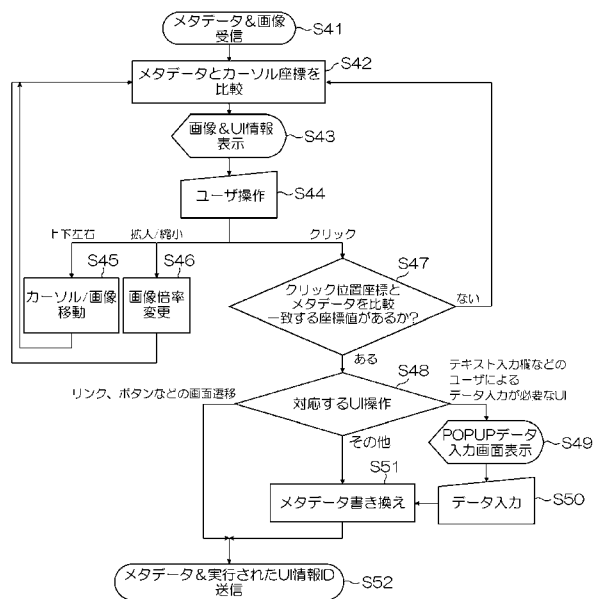 メタデータ＆画像
受信
S41
メタデータとカーソル座標を
比較
S42
画像＆UI情報
表示
S43
ユーザ操作
S44
上下左右
拡大/縮小
クリック
カーソル/画像
移動
S45
画像倍率
変更
S46
クリック位置座標と
メタデータを比較
一致する座標値があるか?
S47
ない
ある
リンク、ボタンなどの画面遷移
対応するUI操作
S48
テキスト入力欄などの
ユーザによる
データ入力が必要なUI
その他
POPUPデータ
入力画面表示
S49
データ入力
S50
メタデータ書き換え
S51
メタデータ＆実行されたUI情報ID
送信
S52